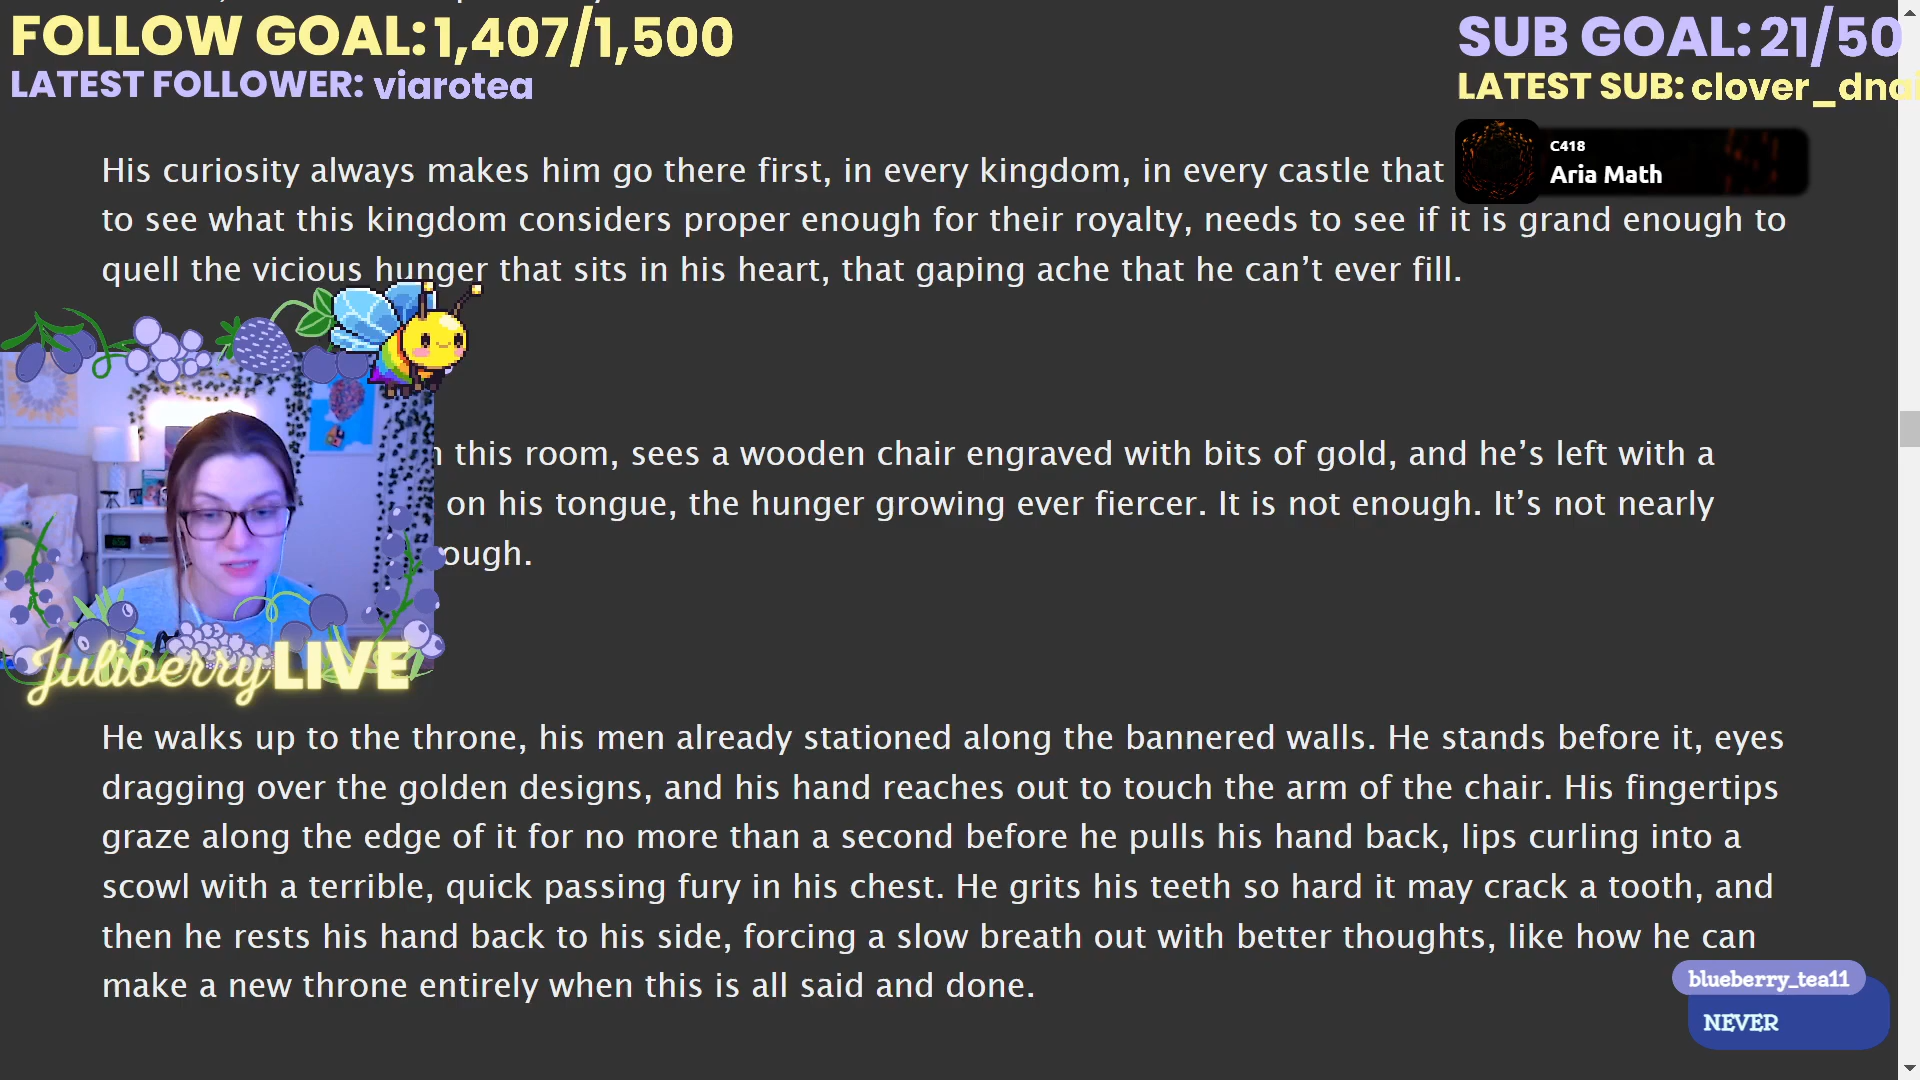 FOLLOW GOAL: 1,407/1,500
LATEST FOLLOWER: viarotea
SUB GOAL: 21/50
LATEST SUB: clover_dnai
C418
Aria Math
His curiosity always makes him go there first, in every kingdom, in every castle that
to see what this kingdom considers proper enough for their royalty, needs to see if it is grand enough to
quell the vicious hunger that sits in his heart, that gaping ache that he can’t ever fill.
this room, sees a wooden chair engraved with bits of gold, and he’s left with a
on his tongue, the hunger growing ever fiercer. It is not enough. It’s not nearly
ough.
Juliberry LIVE
He walks up to the throne, his men already stationed along the bannered walls. He stands before it, eyes
dragging over the golden designs, and his hand reaches out to touch the arm of the chair. His fingertips
graze along the edge of it for no more than a second before he pulls his hand back, lips curling into a
scowl with a terrible, quick passing fury in his chest. He grits his teeth so hard it may crack a tooth, and
then he rests his hand back to his side, forcing a slow breath out with better thoughts, like how he can
make a new throne entirely when this is all said and done.
blueberry_tea11
NEVER